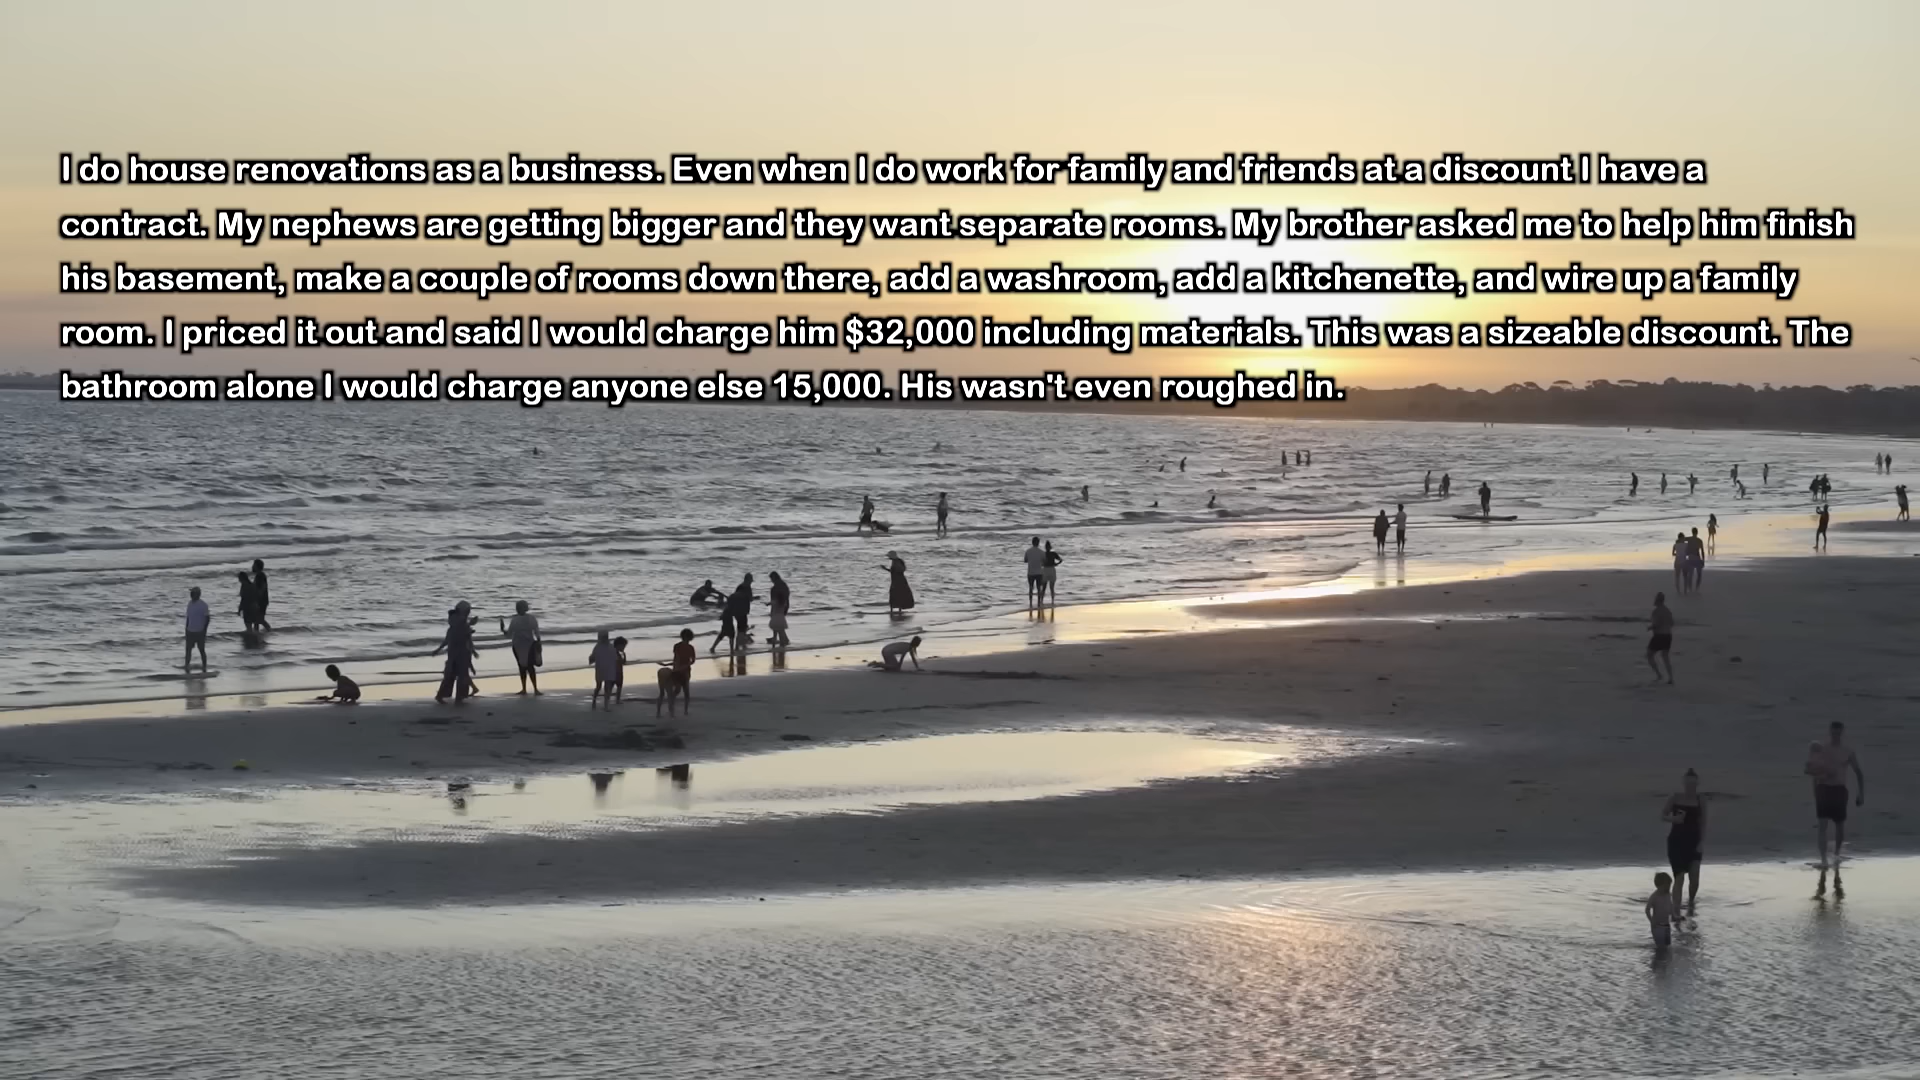 I do house renovations as a business. Even when I do work for family and friends at a discount I have a
contract. My nephews are getting bigger and they want separate rooms. My brother asked me to help him finish
his basement, make a couple of rooms down there, add a washroom, add a kitchenette, and wire up a family
room. I priced it out and said I would charge him $32,000 including materials. This was a sizeable discount. The
bathroom alone I would charge anyone else 15,000. His wasn't even roughed in.